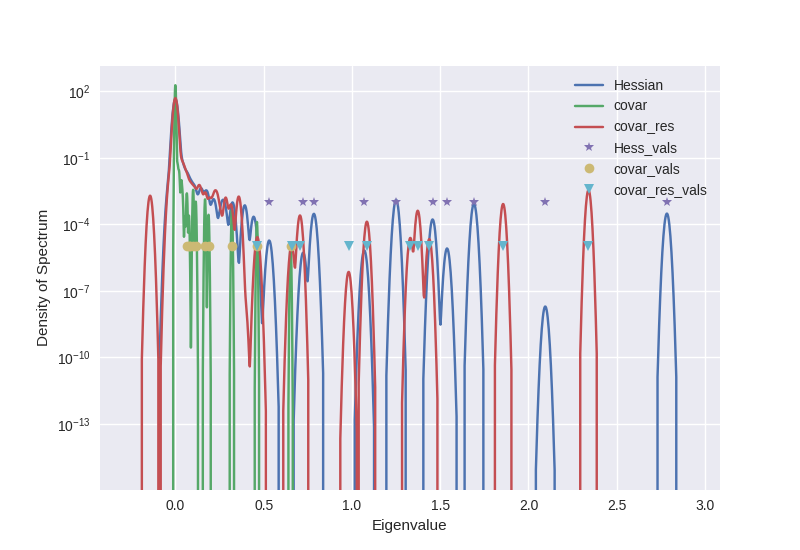 Hessian
covar
covar_res
Hess_vals
covar_vals
covar_res_vals
10^2
10^-1
10^-4
10^-7
10^-10
10^-13
Density of Spectrum
0.0 0.5 1.0 1.5 2.0 2.5 3.0
Eigenvalue